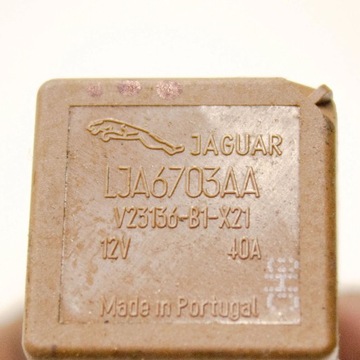 JAGUAR
LJA6703AA
V23136-B1-X21
12V 40A
Made in Portugal